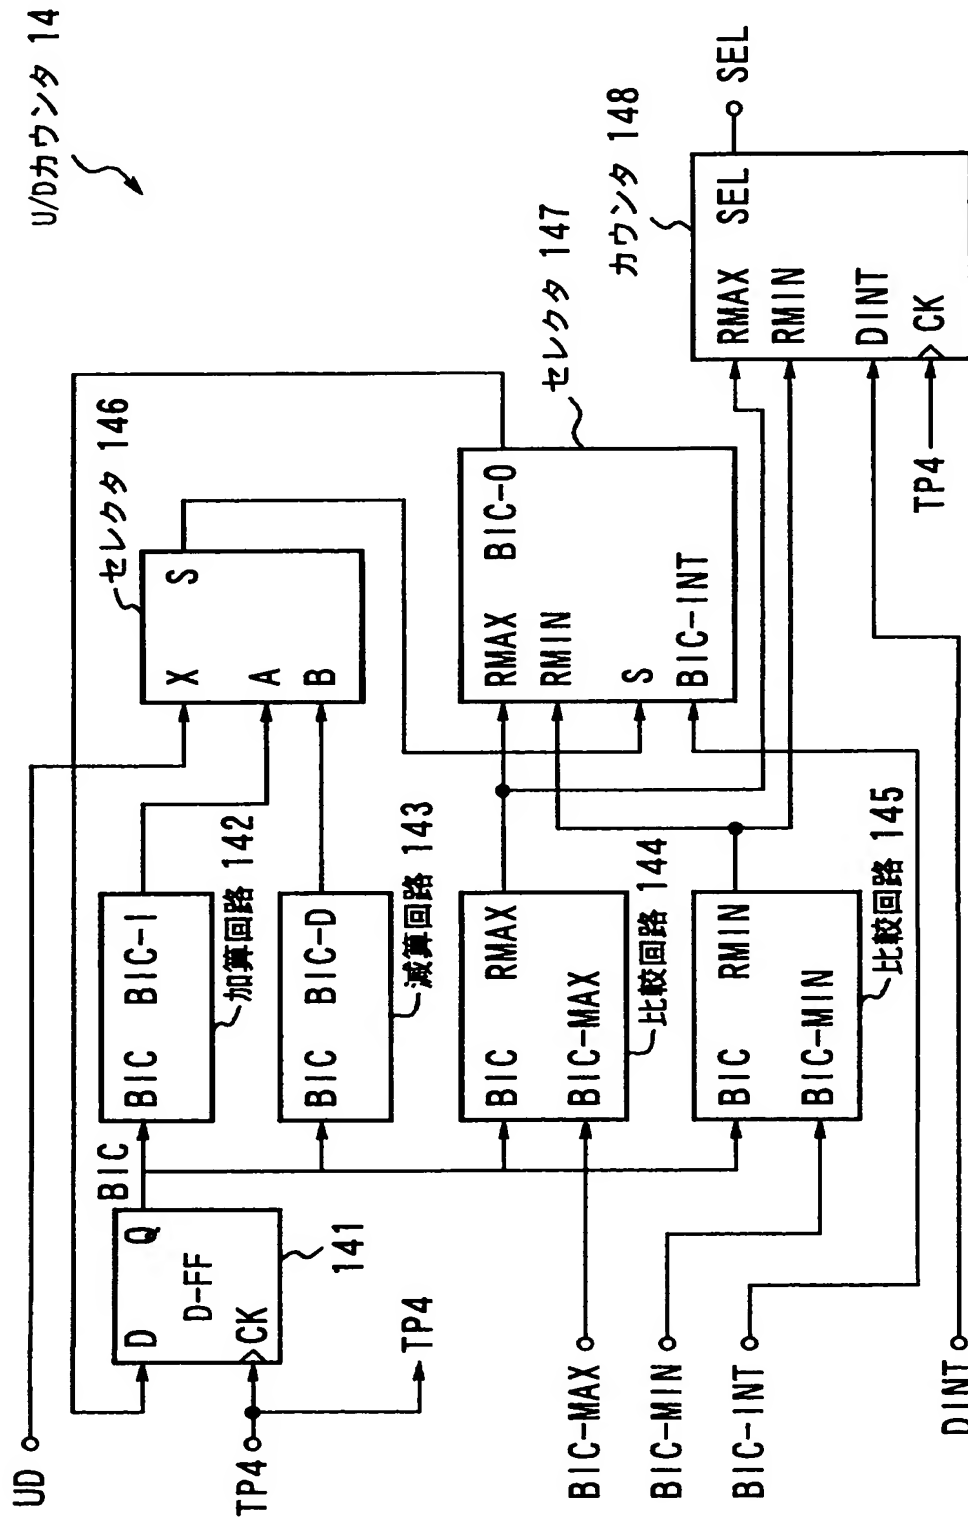 U/Dカウンタ 14
UD
TP4
D
Q
D-FF
CK
141
TP4
BIC
BIC
BIC-I
加算回路 142
BIC
BIC-D
減算回路 143
X
S
A
B
セレクタ 146
BIC
RMAX
BIC-MAX
比較回路 144
BIC
RMIN
BIC-MIN
比較回路 145
RMAX
BIC-O
RMIN
S
BIC-INT
セレクタ 147
RMAX
SEL
RMIN
DINT
CK
カウンタ 148
SEL
TP4
BIC-MAX
BIC-MIN
BIC-INT
DINT